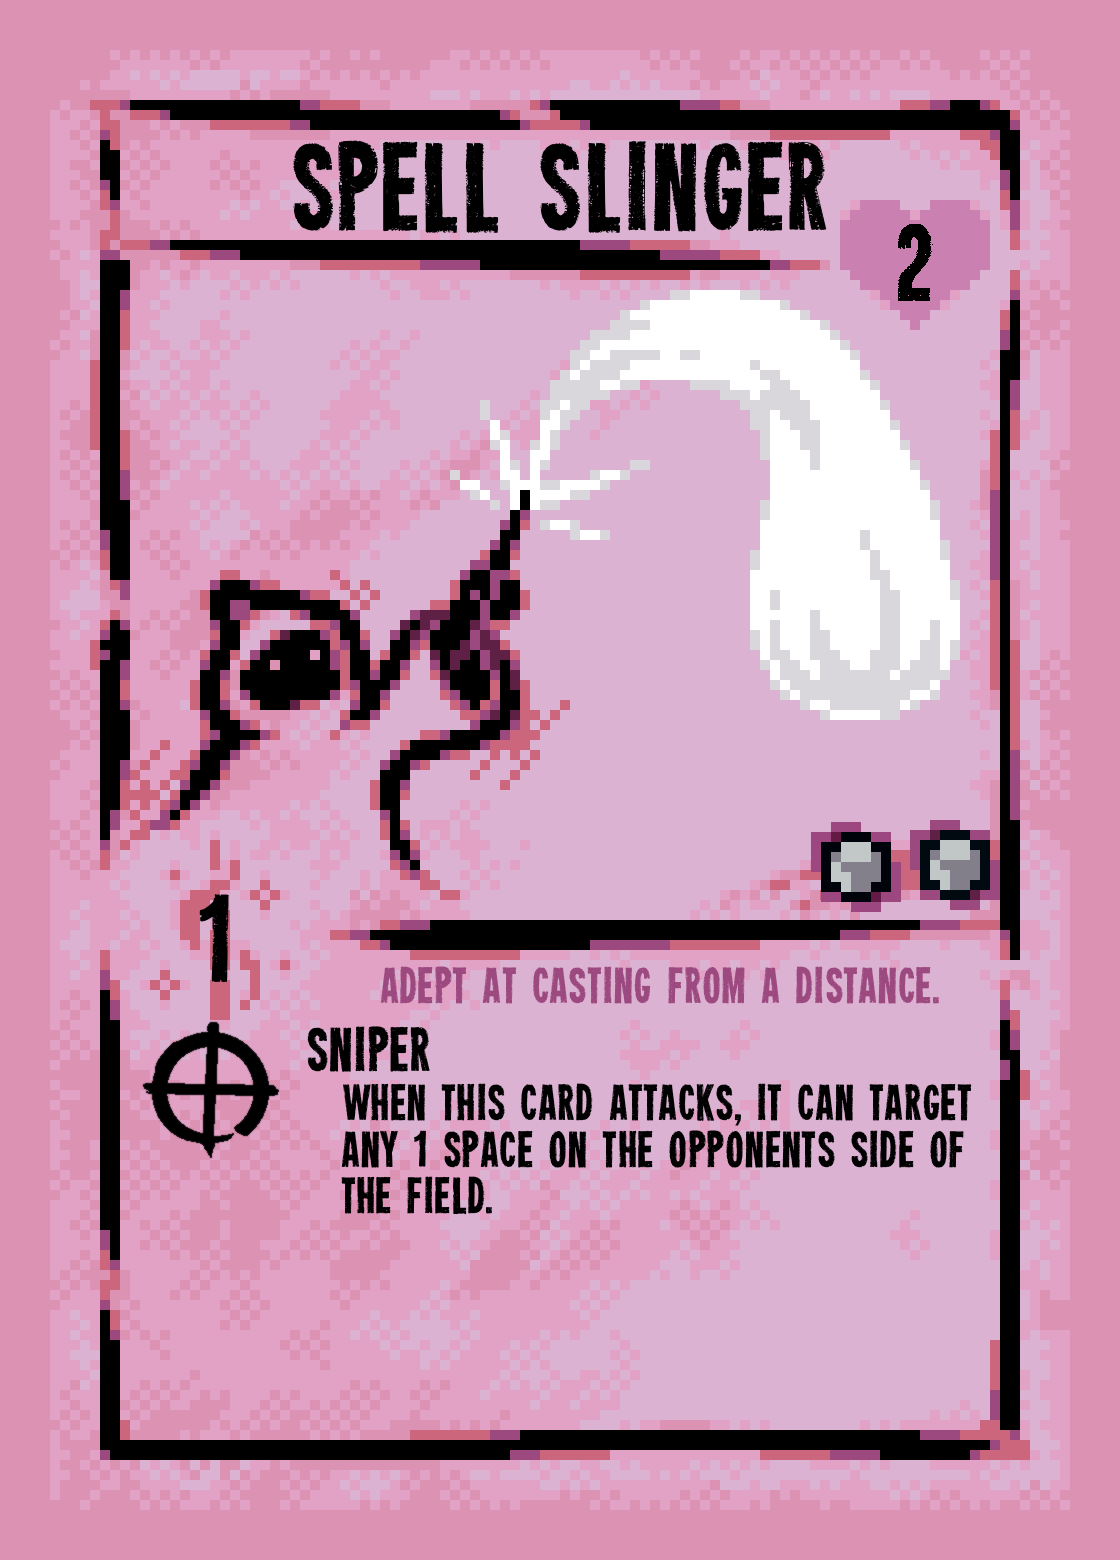 SPELL SLINGER
2
1
ADEPT AT CASTING FROM A DISTANCE.
SNIPER
WHEN THIS CARD ATTACKS, IT CAN TARGET
ANY 1 SPACE ON THE OPPONENTS SIDE OF
THE FIELD.